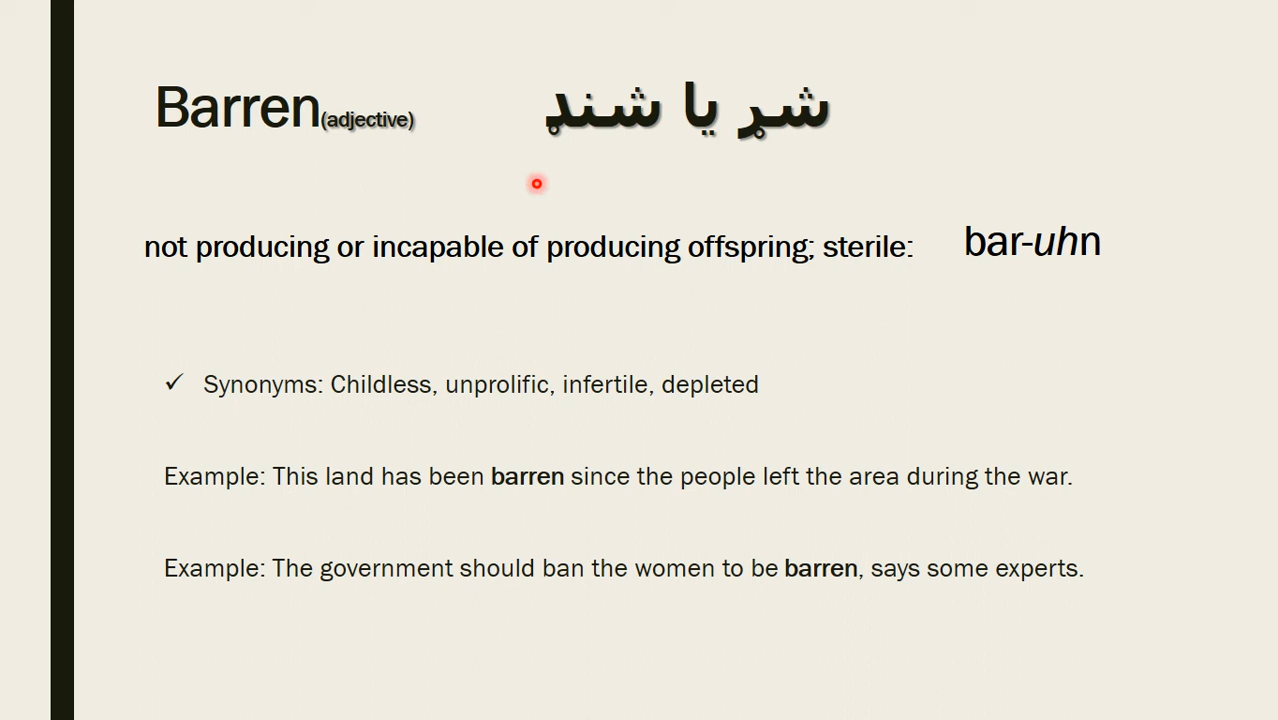 Barren(adjective) شړ یا شنډ
not producing or incapable of producing offspring; sterile: bar-uhn
✓ Synonyms: Childless, unprolific, infertile, depleted
Example: This land has been barren since the people left the area during the war.
Example: The government should ban the women to be barren, says some experts.